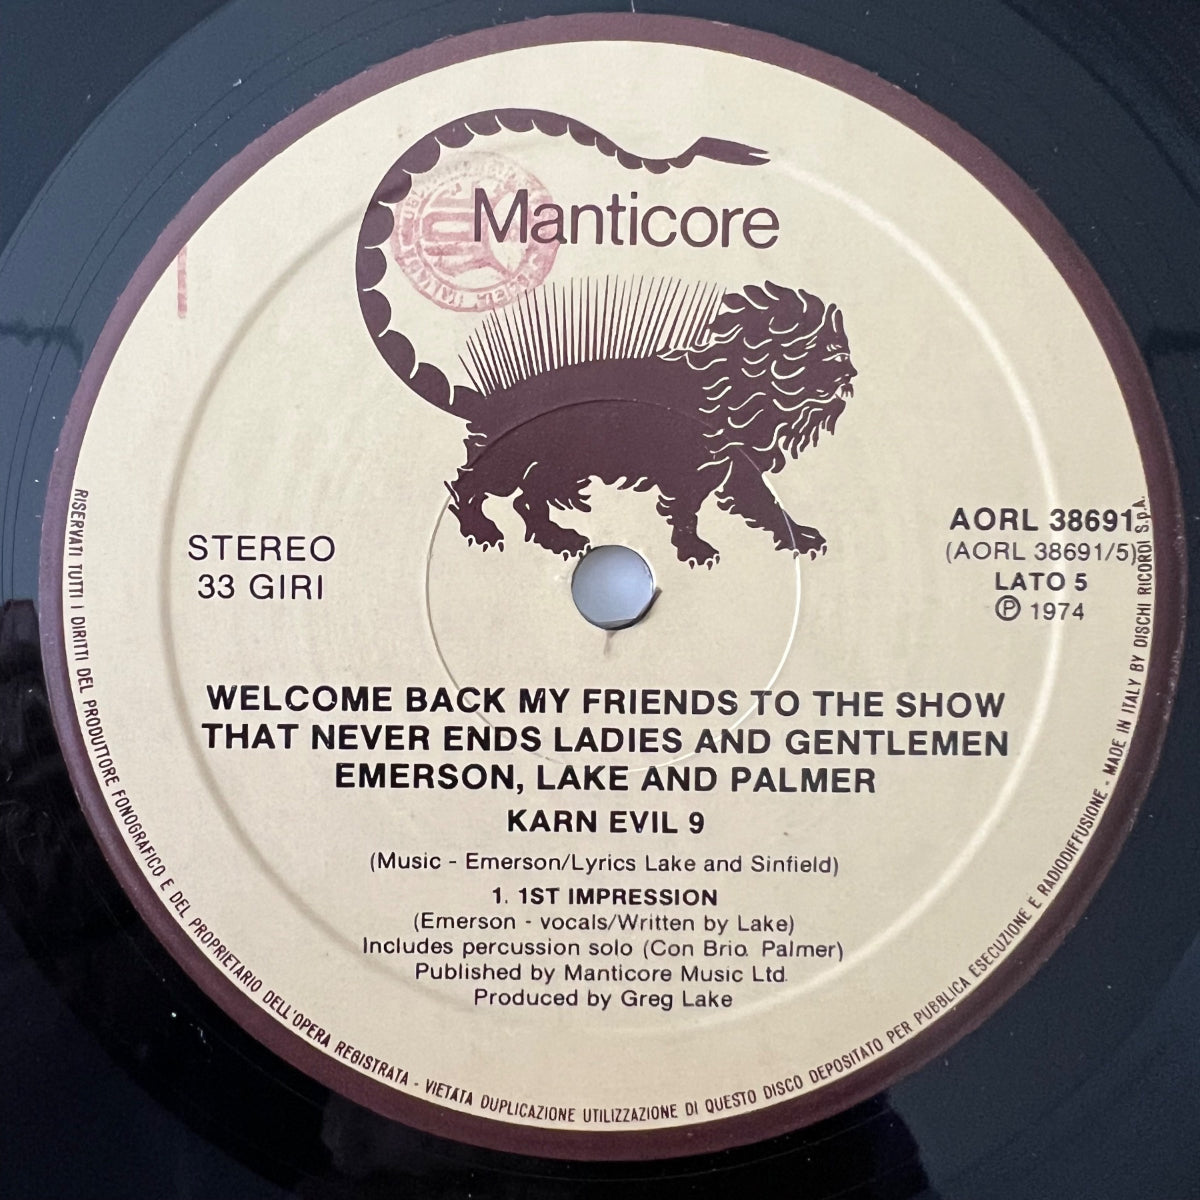 Manticore
STEREO
33 GIRI
AORL 38691
(AORL 38691/5)
LATO 5
Ⓟ 1974
WELCOME BACK MY FRIENDS TO THE SHOW
THAT NEVER ENDS LADIES AND GENTLEMEN
EMERSON, LAKE AND PALMER
KARN EVIL 9
(Music - Emerson/Lyrics Lake and Sinfield)
1. 1ST IMPRESSION
(Emerson - vocals/Written by Lake)
Includes percussion solo (Con Brio. Palmer)
Published by Manticore Music Ltd.
Produced by Greg Lake
RISERVATI TUTTI I DIRITTI DEL PRODUTTORE FONOGRAFICO E DEL PROPRIETARIO DELL'OPERA REGISTRATA - VIETATA DUPLICAZIONE UTILIZZAZIONE DI QUESTO DISCO DEPOSITATO PER PUBBLICA ESECUZIONE E RADIODIFFUSIONE - MADE IN ITALY BY DISCHI RICORDI S.p.A.